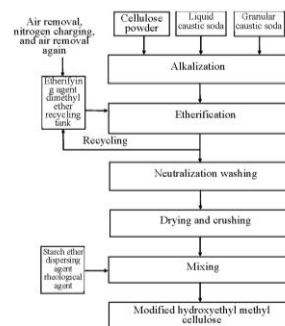 Air removal,
nitrogen charging,
and air removal
again
Cellulose
powder
Liquid
caustic soda
Granular
caustic soda
Alkalization
Etherifyin
g agent
dimethyl
ether
recycling
tank
Etherification
Recycling
Neutralization washing
Drying and crushing
Starch ether
dispersing
agent
rheological
agent
Mixing
Modified hydroxyethyl methyl
cellulose